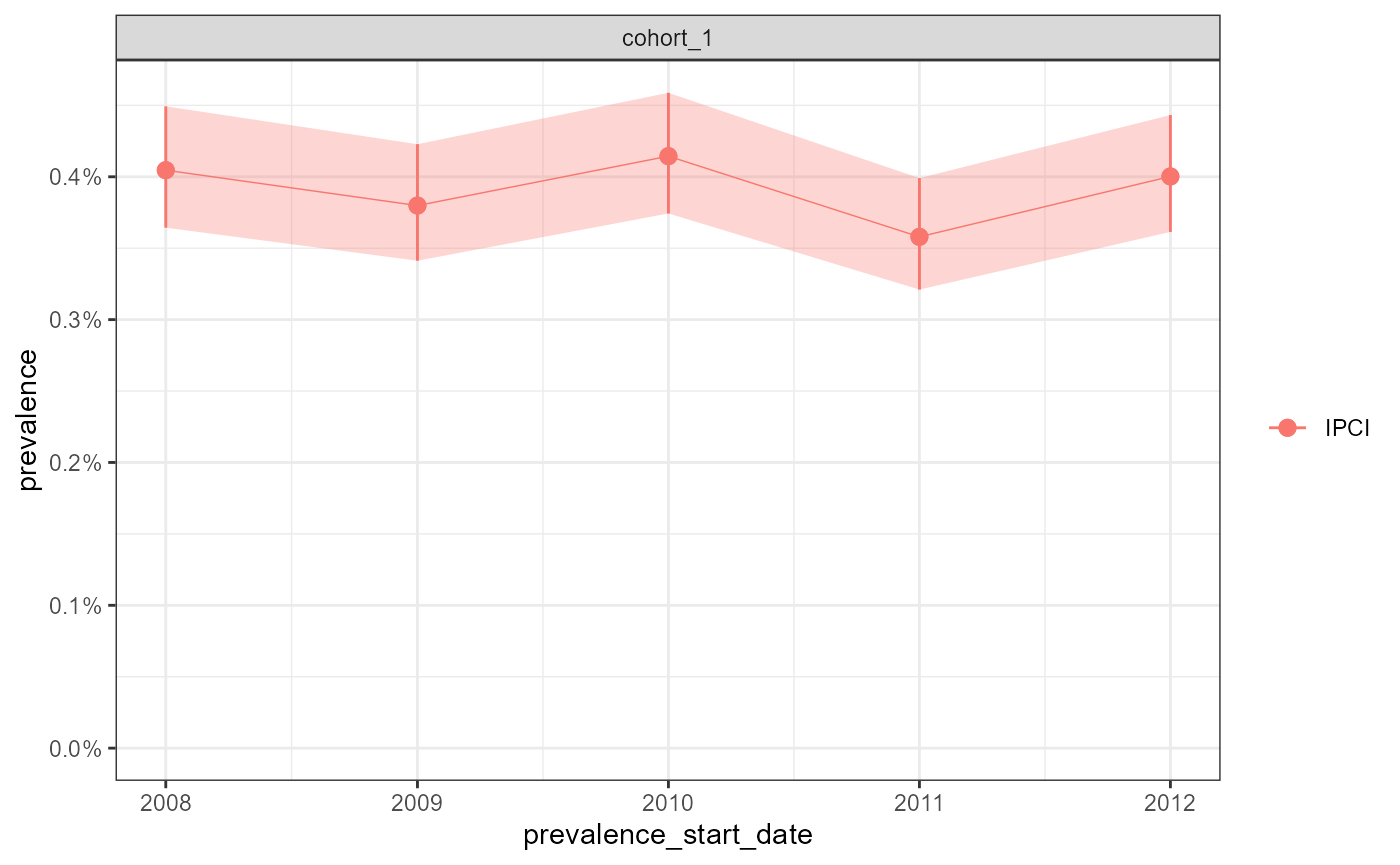 cohort_1
0.4%
0.3%
0.2%
0.1%
0.0%
prevalence
2008 2009 2010 2011 2012
prevalence_start_date
IPCI